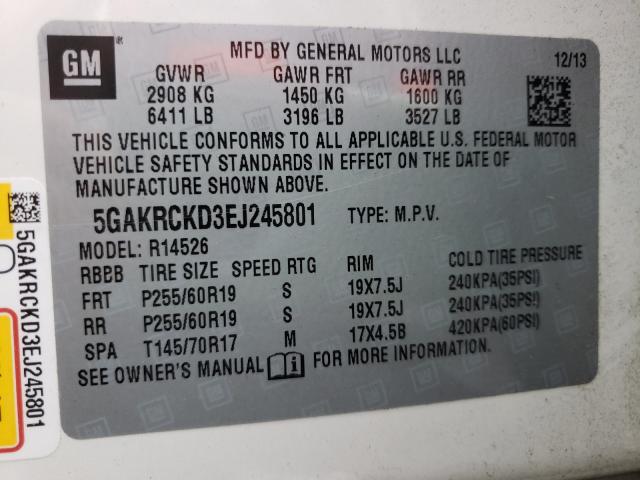 GM
MFD BY GENERAL MOTORS LLC
12/13
GVWR GAWR FRT GAWR RR
2908 KG 1450 KG 1600 KG
6411 LB 3196 LB 3527 LB
THIS VEHICLE CONFORMS TO ALL APPLICABLE U.S. FEDERAL MOTOR
VEHICLE SAFETY STANDARDS IN EFFECT ON THE DATE OF
MANUFACTURE SHOWN ABOVE.
5GAKRCKD3EJ245801 TYPE: M.P.V.
MODEL: R14526
RBBB TIRE SIZE SPEED RTG RIM COLD TIRE PRESSURE
FRT P255/60R19 S 19X7.5J 240KPA(35PSI)
RR P255/60R19 S 19X7.5J 240KPA(35PSI)
SPA T145/70R17 M 17X4.5B 420KPA(60PSI)
SEE OWNER'S MANUAL i FOR MORE INFORMATION.
5GAKRCKD3EJ245801